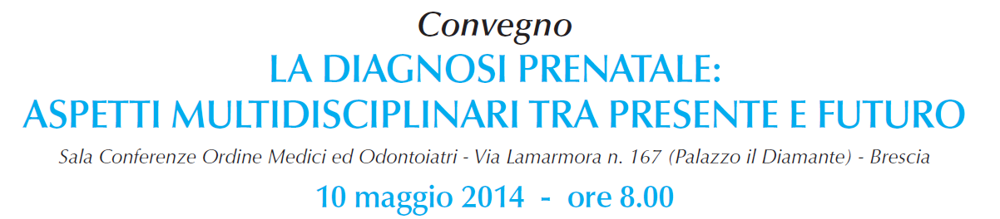 Convegno
LA DIAGNOSI PRENATALE:
ASPETTI MULTIDISCIPLINARI TRA PRESENTE E FUTURO
Sala Conferenze Ordine Medici ed Odontoiatri - Via Lamarmora n. 167 (Palazzo il Diamante) - Brescia
10 maggio 2014 - ore 8.00